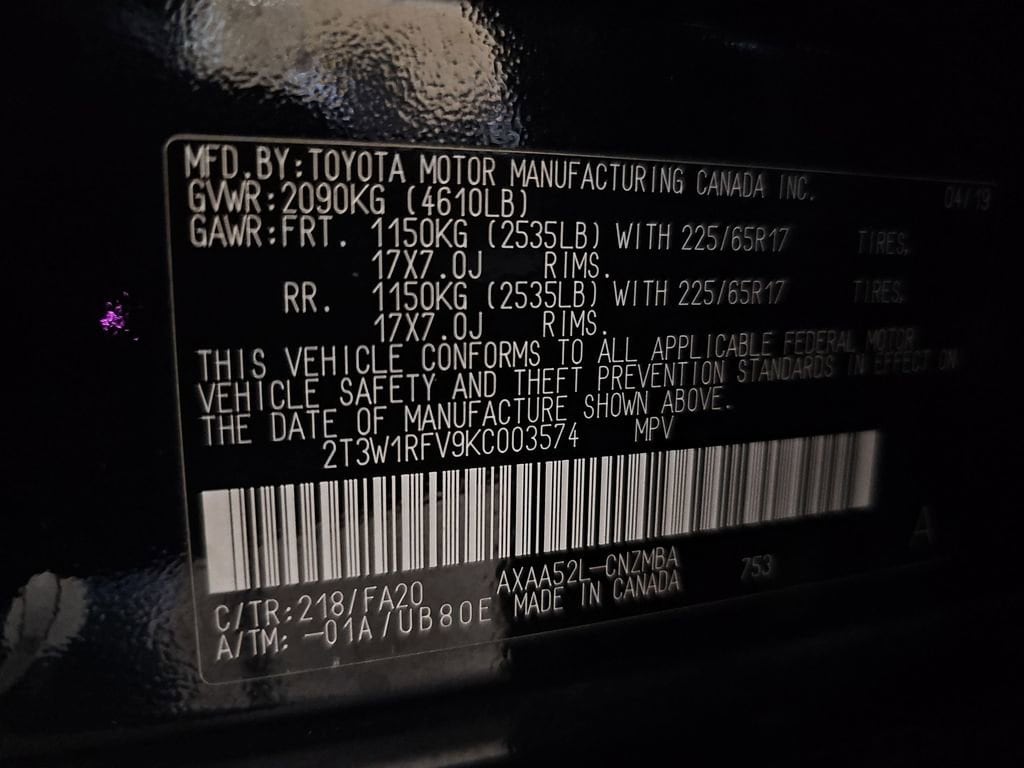 MFD.BY:TOYOTA MOTOR MANUFACTURING CANADA INC. 04/19
GVWR:2090KG (4610LB)
GAWR:FRT. 1150KG (2535LB) WITH 225/65R17 TIRES,
17X7.0J RIMS.
RR. 1150KG (2535LB) WITH 225/65R17 TIRES,
17X7.0J RIMS.
THIS VEHICLE CONFORMS TO ALL APPLICABLE FEDERAL MOTOR
VEHICLE SAFETY AND THEFT PREVENTION STANDARDS IN EFFECT ON
THE DATE OF MANUFACTURE SHOWN ABOVE.
2T3W1RFV9KC003574 MPV
A
C/TR:218/FA20 AXAA52L-CNZMBA 753
A/TM: -01A/UB80E MADE IN CANADA